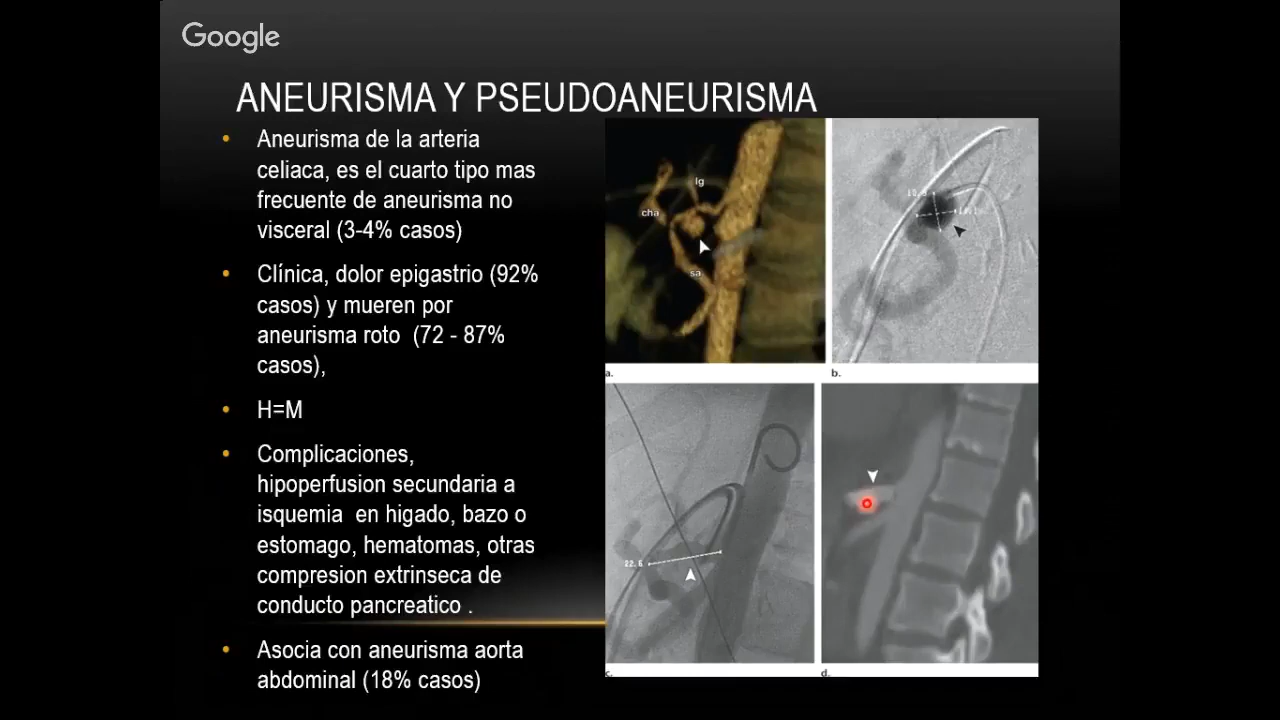 Google
ANEURISMA Y PSEUDOANEURISMA
Aneurisma de la arteria
celiaca, es el cuarto tipo mas
frecuente de aneurisma no
visceral (3-4% casos)
Clínica, dolor epigastrio (92%
casos) y mueren por
aneurisma roto (72 - 87%
casos),
H=M
Complicaciones,
hipoperfusion secundaria a
isquemia en higado, bazo o
estomago, hematomas, otras
compresion extrinseca de
conducto pancreatico .
Asocia con aneurisma aorta
abdominal (18% casos)
lg
cha
sa
a.
b.
22.6
c.
d.